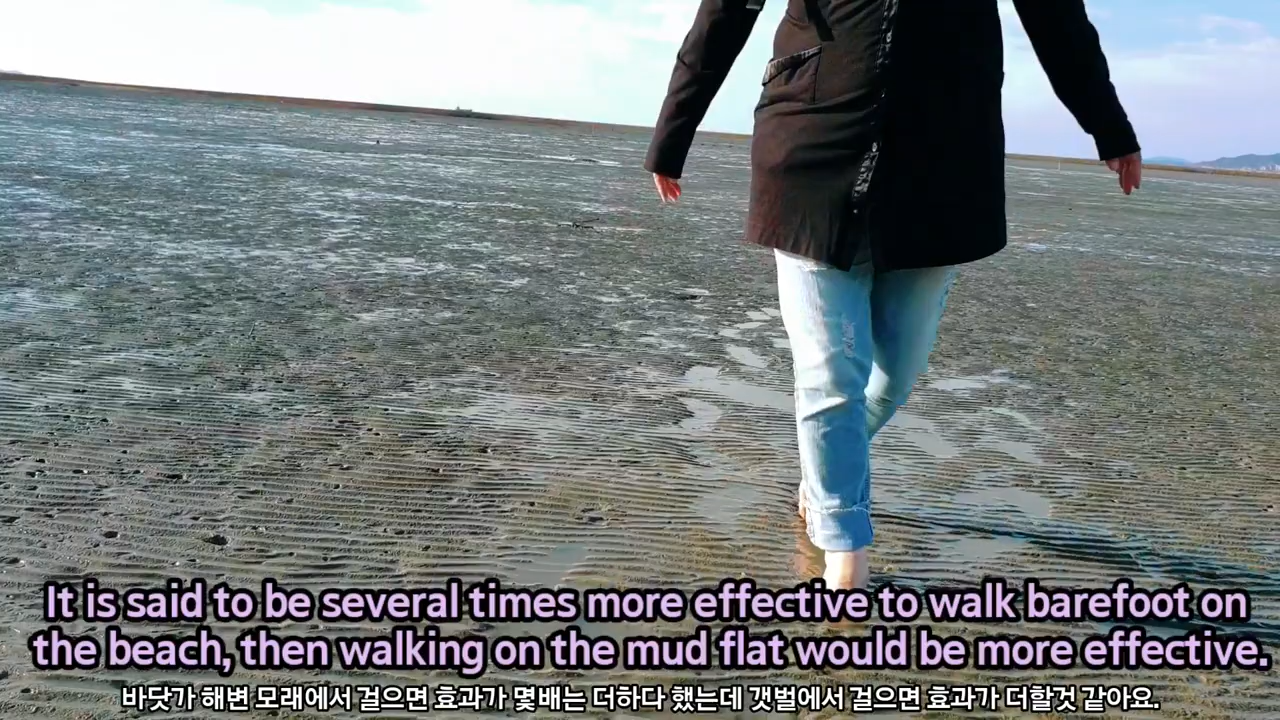 It is said to be several times more effective to walk barefoot on
the beach, then walking on the mud flat would be more effective.
바닷가 해변 모래에서 걸으면 효과가 몇배는 더하다 했는데 갯벌에서 걸으면 효과가 더할것 같아요.